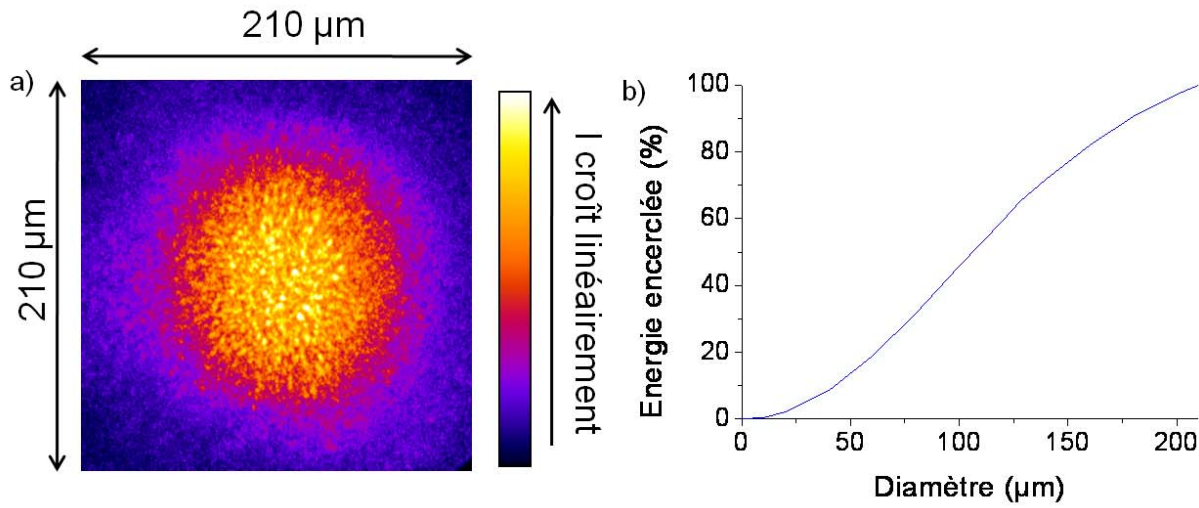 210 µm
a)
210 µm
I croît linéairement
b)
Energie encerclée (%)
100
80
60
40
20
0
0 50 100 150 200
Diamètre (µm)